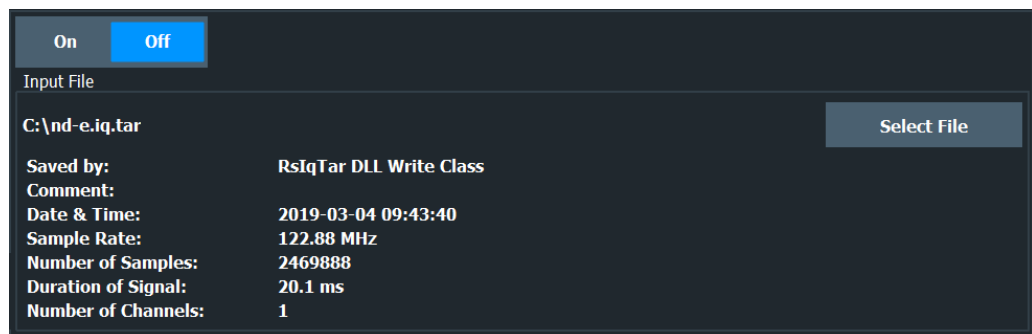 On Off
Input File
C:\nd-e.iq.tar Select File
Saved by: RsIqTar DLL Write Class
Comment:
Date & Time: 2019-03-04 09:43:40
Sample Rate: 122.88 MHz
Number of Samples: 2469888
Duration of Signal: 20.1 ms
Number of Channels: 1